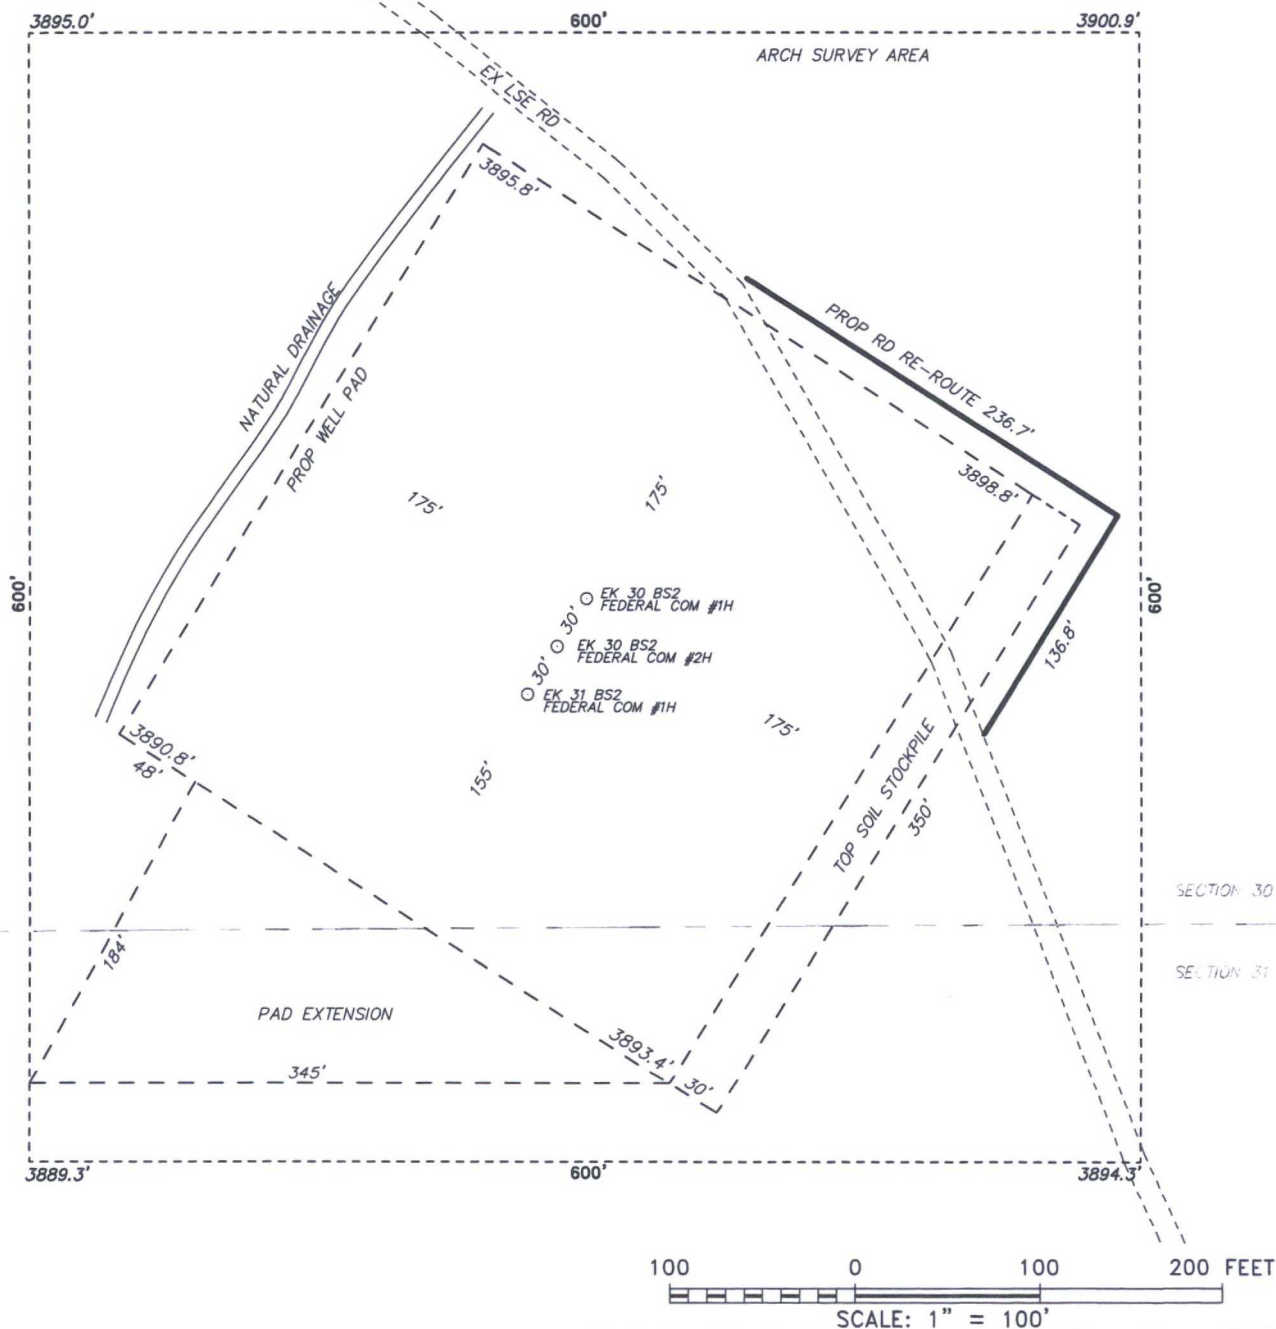 3895.0'
600'
3900.9'
ARCH SURVEY AREA
EX LSE RD
3895.8'
NATURAL DRAINAGE
PROP WELL PAD
PROP RD RE-ROUTE 236.7'
3898.8'
175'
175'
600'
600'
EK 30 BS2
FEDERAL COM #1H
30'
EK 30 BS2
FEDERAL COM #2H
30'
EK 31 BS2
FEDERAL COM #1H
136.8'
175'
3890.8'
48'
155'
TOP SOIL STOCKPILE
350'
SECTION 30
184'
SECTION 31
PAD EXTENSION
3893.4'
345'
30'
3889.3'
600'
3894.3'
100 0 100 200 FEET
SCALE: 1" = 100'